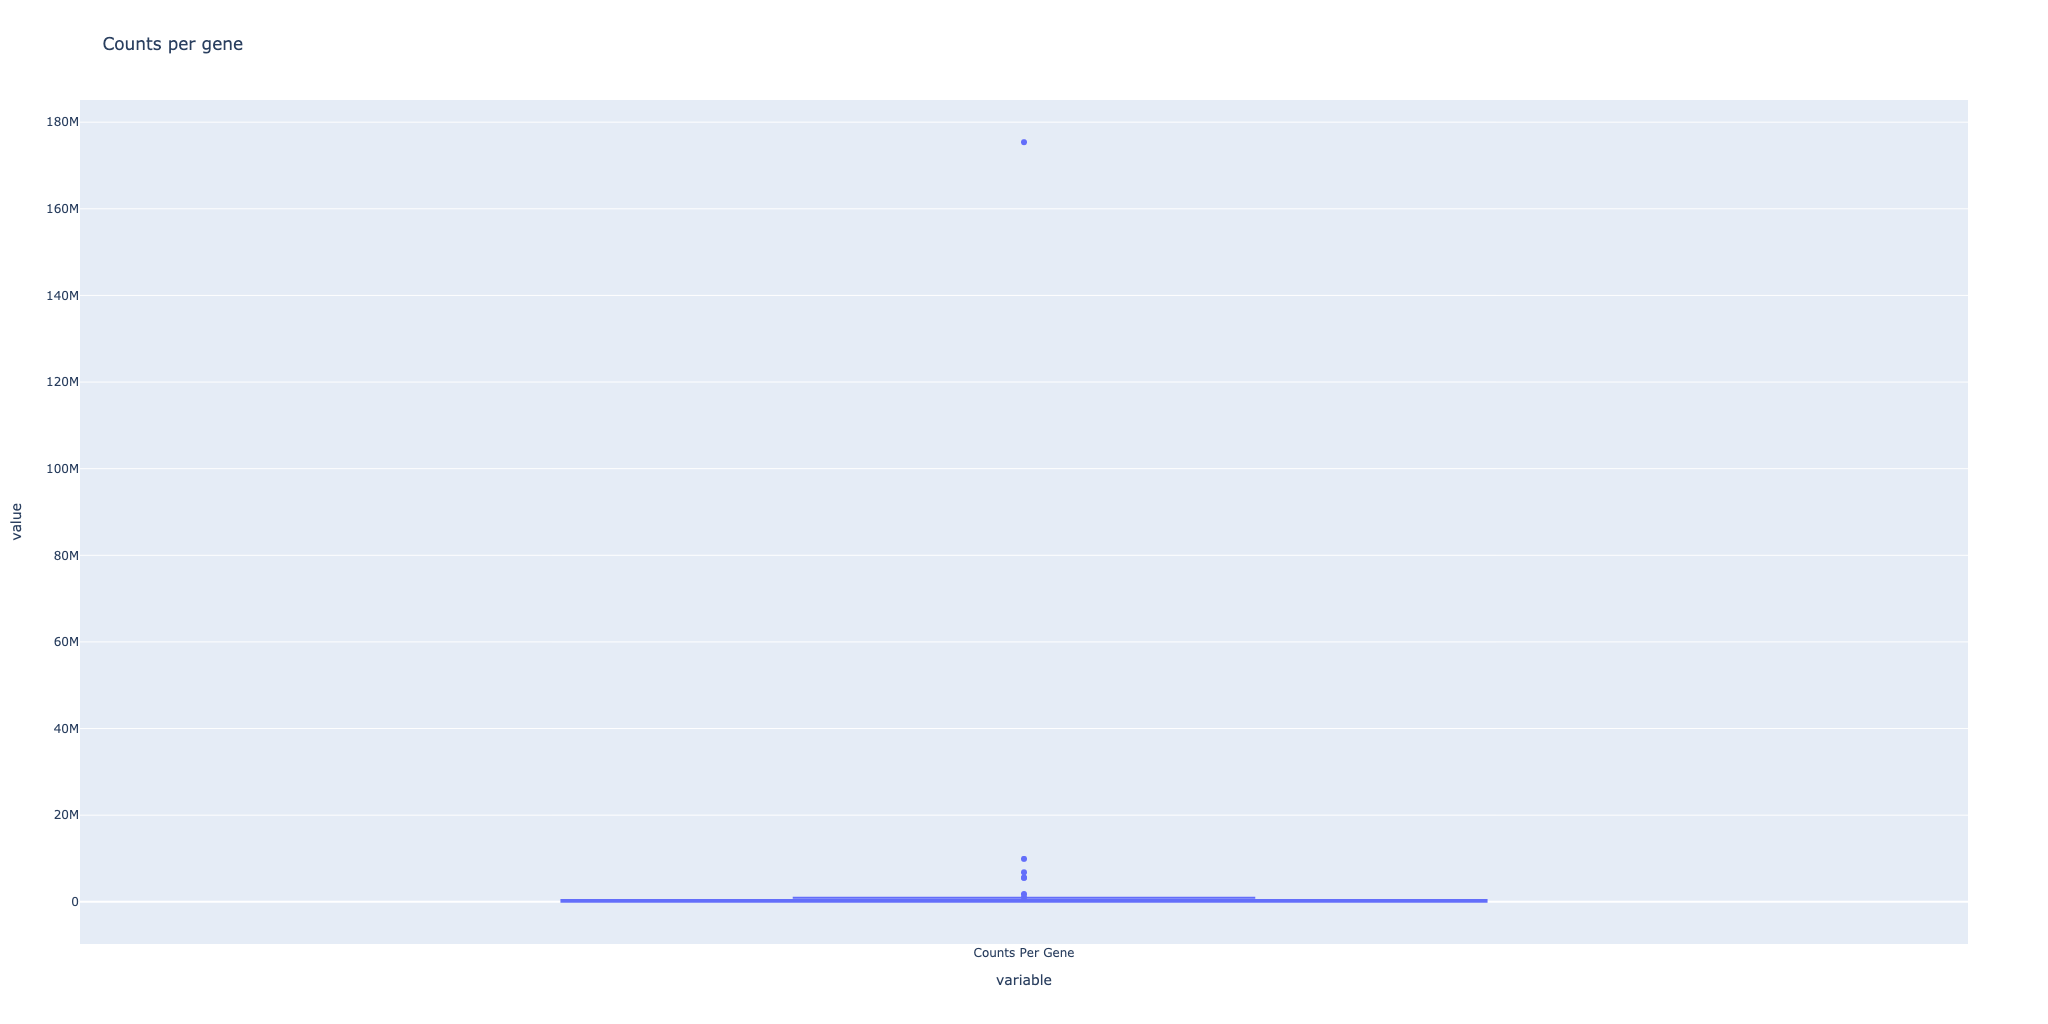 Counts per gene
180M
160M
140M
120M
100M
80M
60M
40M
20M
0
value
Counts Per Gene
variable